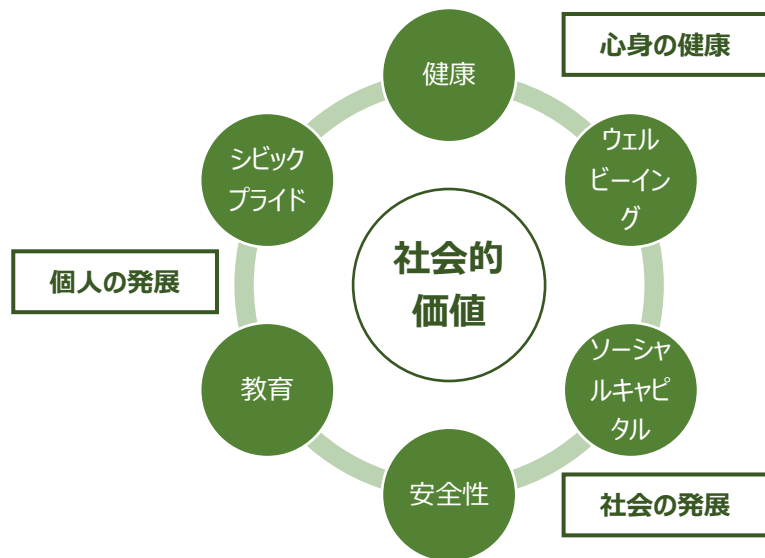 健康
心身の健康
ウェル
ビーイン
グ
シビック
プライド
社会的
価値
個人の発展
ソーシャ
ルキャピ
タル
教育
安全性
社会の発展